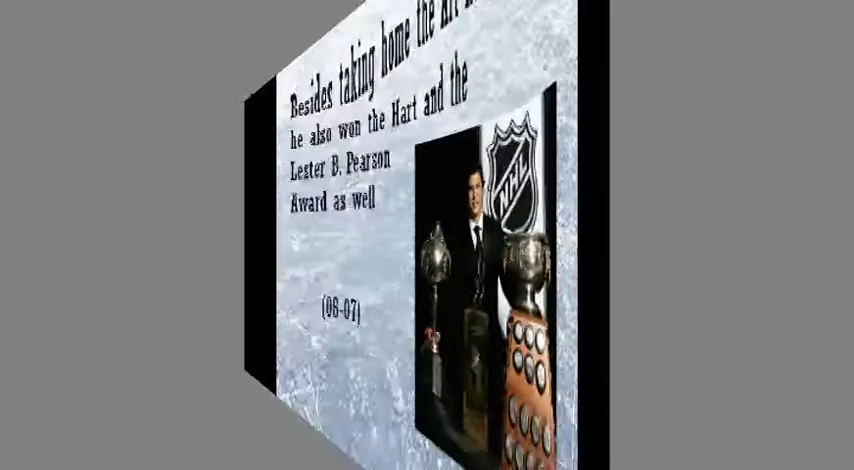 Besides taking home the Art
he also won the Hart and the
Lester B. Pearson
Award as well
NHL
(06-07)